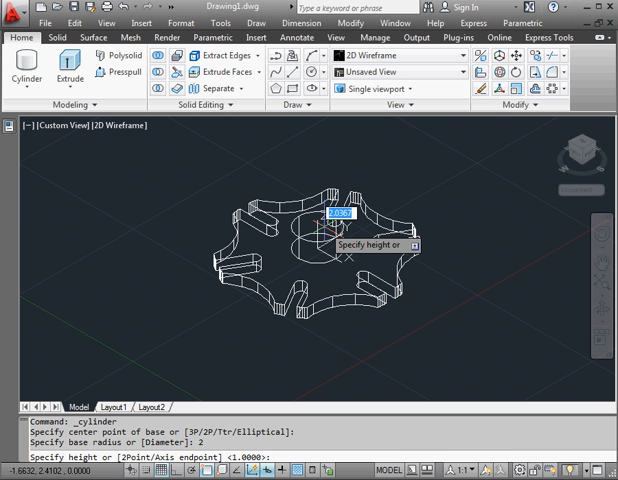 Drawing1.dwg
Type a keyword or phrase
Sign In
File Edit View Insert Format Tools Draw Dimension Modify Window Express Parametric
Home Solid Surface Mesh Render Parametric Insert Annotate View Manage Output Plug-ins Online Express Tools
Cylinder
Extrude
Polysolid
Presspull
Extrude Edges
Extrude Faces
Separate
2D Wireframe
Unsaved View
Single viewport
Modeling
Solid Editing
Draw
View
Modify
[−] [Custom View] [2D Wireframe]
2.0367
Specify height or
Model Layout1 Layout2
Command: _cylinder
Specify center point of base or [3P/2P/Ttr/Elliptical]:
Specify base radius or [Diameter]: 2
Specify height or [2Point/Axis endpoint] <1.0000>:
-1.6632, 2.4102, 0.0000
MODEL
1:1